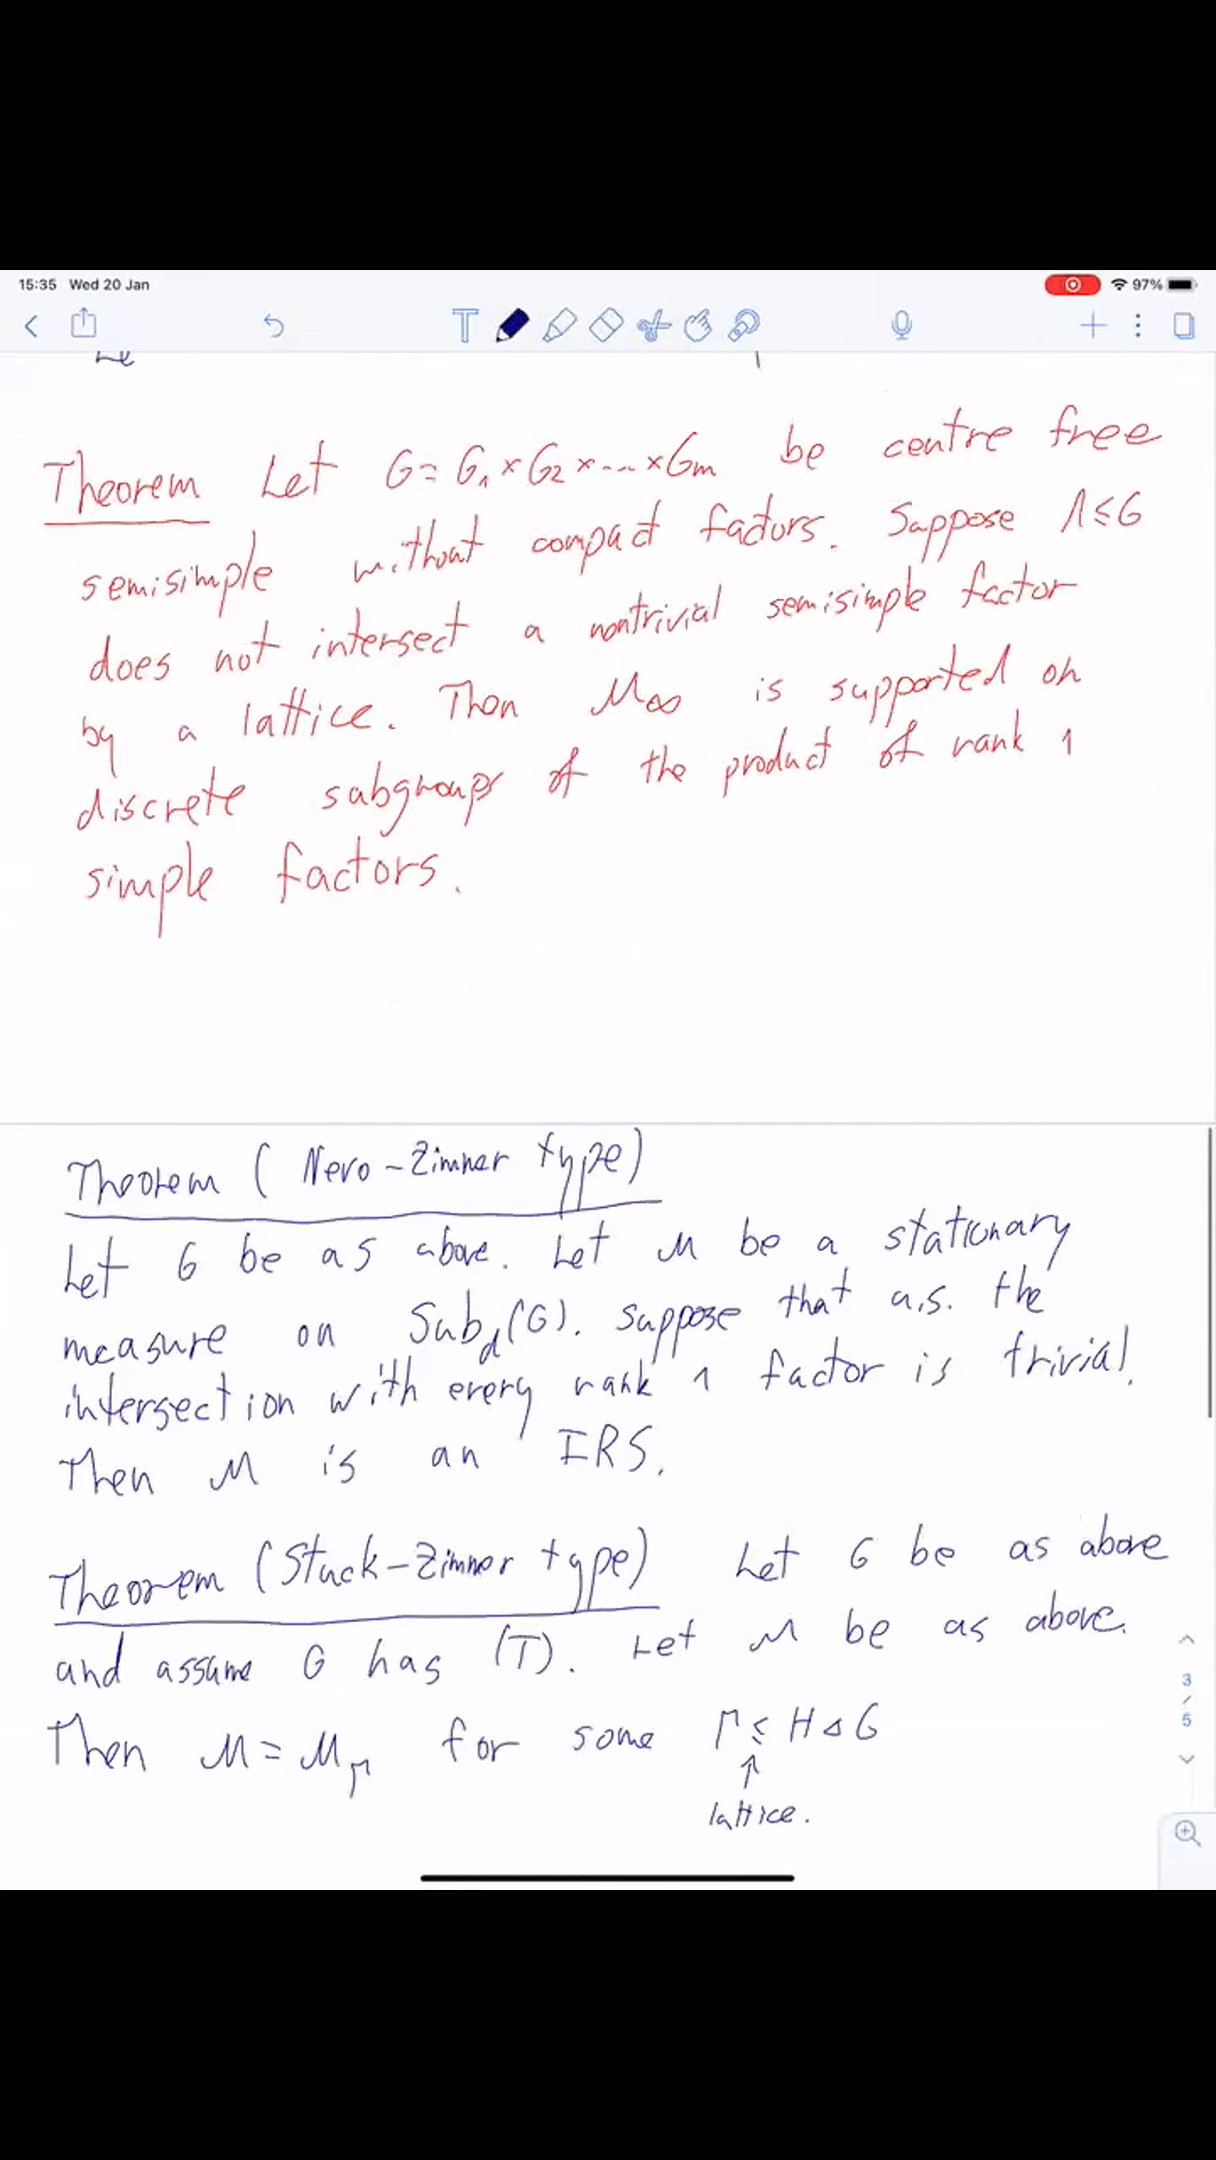 15:35 Wed 20 Jan
97%
T
Theorem Let G = G₁ × G₂ × ... × Gm be centre free
semisimple without compact factors. Suppose Λ ≤ G
does not intersect a nontrivial semisimple factor
by a lattice. Then μ∞ is supported on
discrete subgroups of the product of rank 1
simple factors.
Theorem (Nevo-Zimmer type)
Let G be as above. Let μ be a stationary
measure on Sub_d(G). Suppose that a.s. the
intersection with every rank 1 factor is trivial.
Then μ is an IRS.
Theorem (Stuck-Zimmer type) Let G be as above
and assume G has (T). Let μ be as above.
Then μ = μ_Γ for some Γ ≤ H ◁ G
↑
lattice.
3
/
5